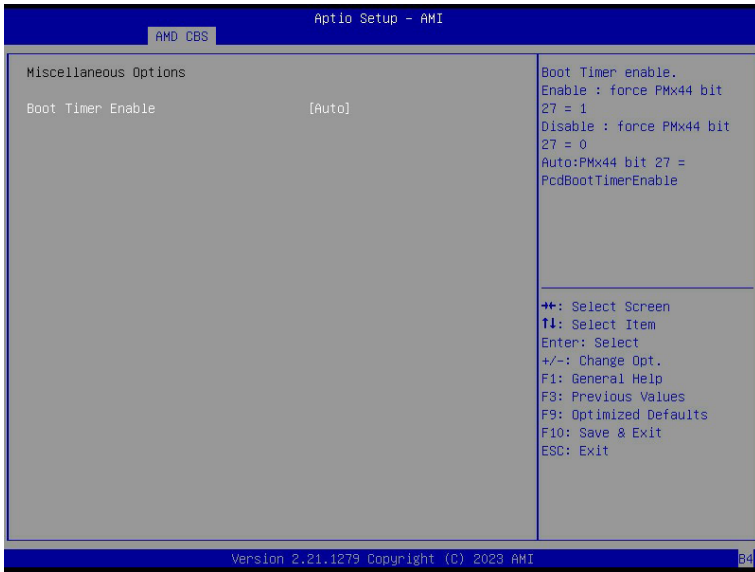 Aptio Setup – AMI
AMD CBS
Miscellaneous Options
Boot Timer Enable [Auto]
Boot Timer enable.
Enable : force PMx44 bit
27 = 1
Disable : force PMx44 bit
27 = 0
Auto:PMx44 bit 27 =
PcdBootTimerEnable
→←: Select Screen
↑↓: Select Item
Enter: Select
+/-: Change Opt.
F1: General Help
F3: Previous Values
F9: Optimized Defaults
F10: Save & Exit
ESC: Exit
Version 2.21.1279 Copyright (C) 2023 AMI
B4